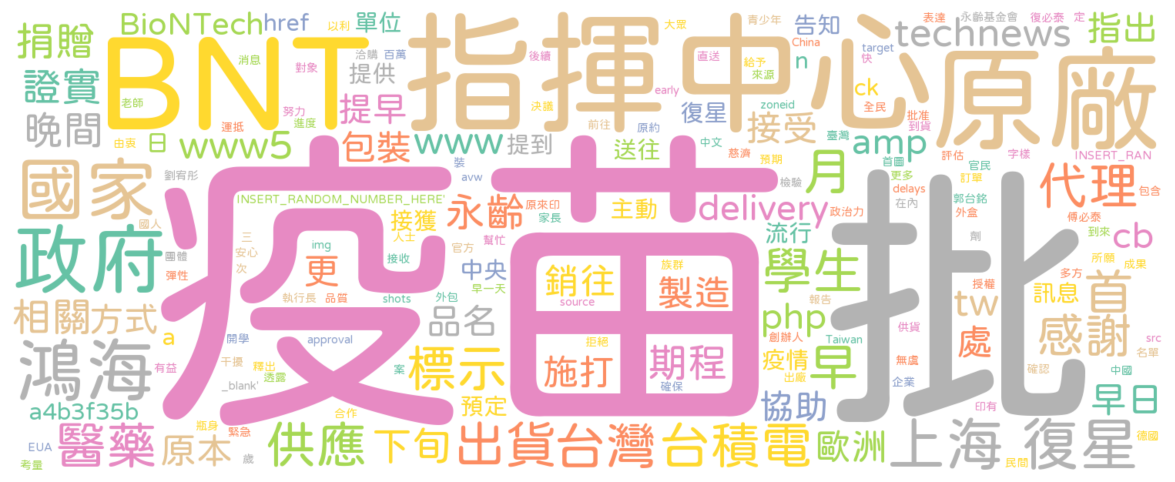 疫苗
批
BNT
指揮中心
原廠
政府
國家
鴻海
上海
復星
台積電
出貨
台灣
供應
醫藥
捐贈
證實
晚間
BioNTech
href
單位
提供
提早
包裝
www
www5
提到
technews
告知
指出
n
ck
復星
接受
amp
送往
月
代理
cb
首
tw
處
感謝
訊息
早日
delivery
主動
永齡
接獲
流行
學生
php
疫情
早
協助
歐洲
銷往
製造
施打
期程
中央
品名
更
標示
預定
下旬
原本
相關
方式
a
a4b3f35b
日
INSERT_RANDOM_NUMBER_HERE'
INSERT_RAN
以利
消息
對象
老師
由衷
運抵
努力
進度
洽購
百萬
後續
決議
early
前往
原約
大眾
直送
青少年
給予
來源
China
表達
target
快
永齡基金會
復必泰
定
zoneid
全民
批准
到貨
中文
慈濟
預期
臺灣
首圖
更多
評估
官民
訂單
字樣
包含
delays
在內
郭台銘
外盒
傅必泰
到來
所願
成果
多方
授權
src
名單
確認
中國
印有
德國
民間
企業
無虞
供貨
劑
政治力
檢驗
裝
avw
原來印
家長
人士
官方
幫忙
早一天
接收
img
三
安心
次
國人
團體
彈性
劉宥彤
執行長
品質
shots
外包
approval
開學
干擾
釋出
透露
有益
_blank'
案
合作
瓶身
緊急
歲
EUA
考量
source
族群
拒絕
確保
報告
創辦人
Taiwan
出廠